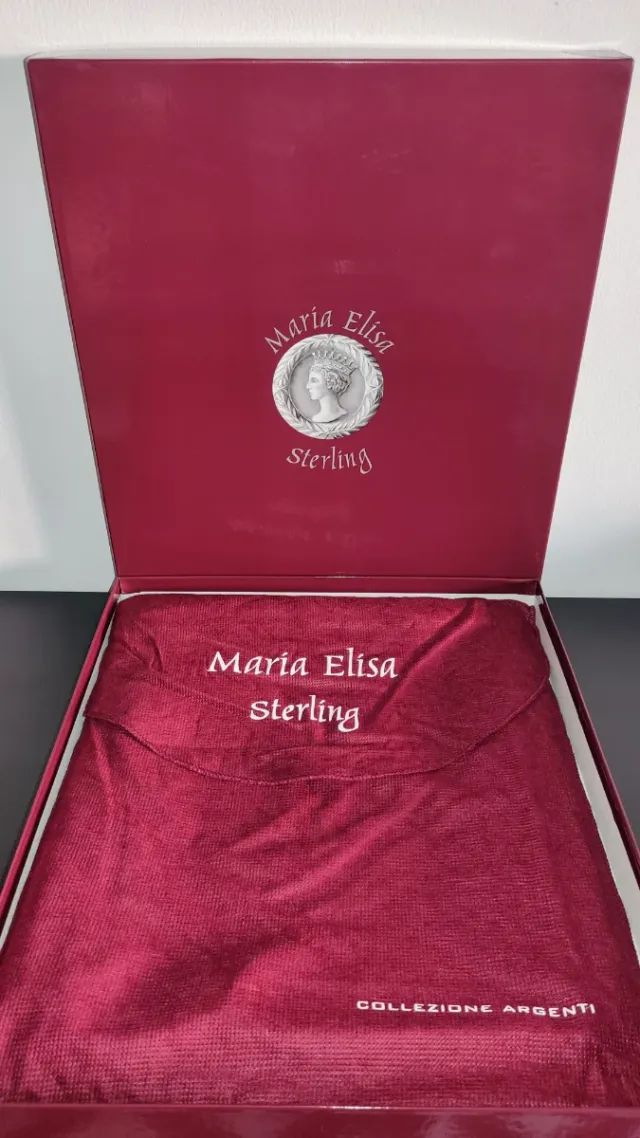 Maria Elisa
Sterling
Maria Elisa
Sterling
COLLEZIONE ARGENTI